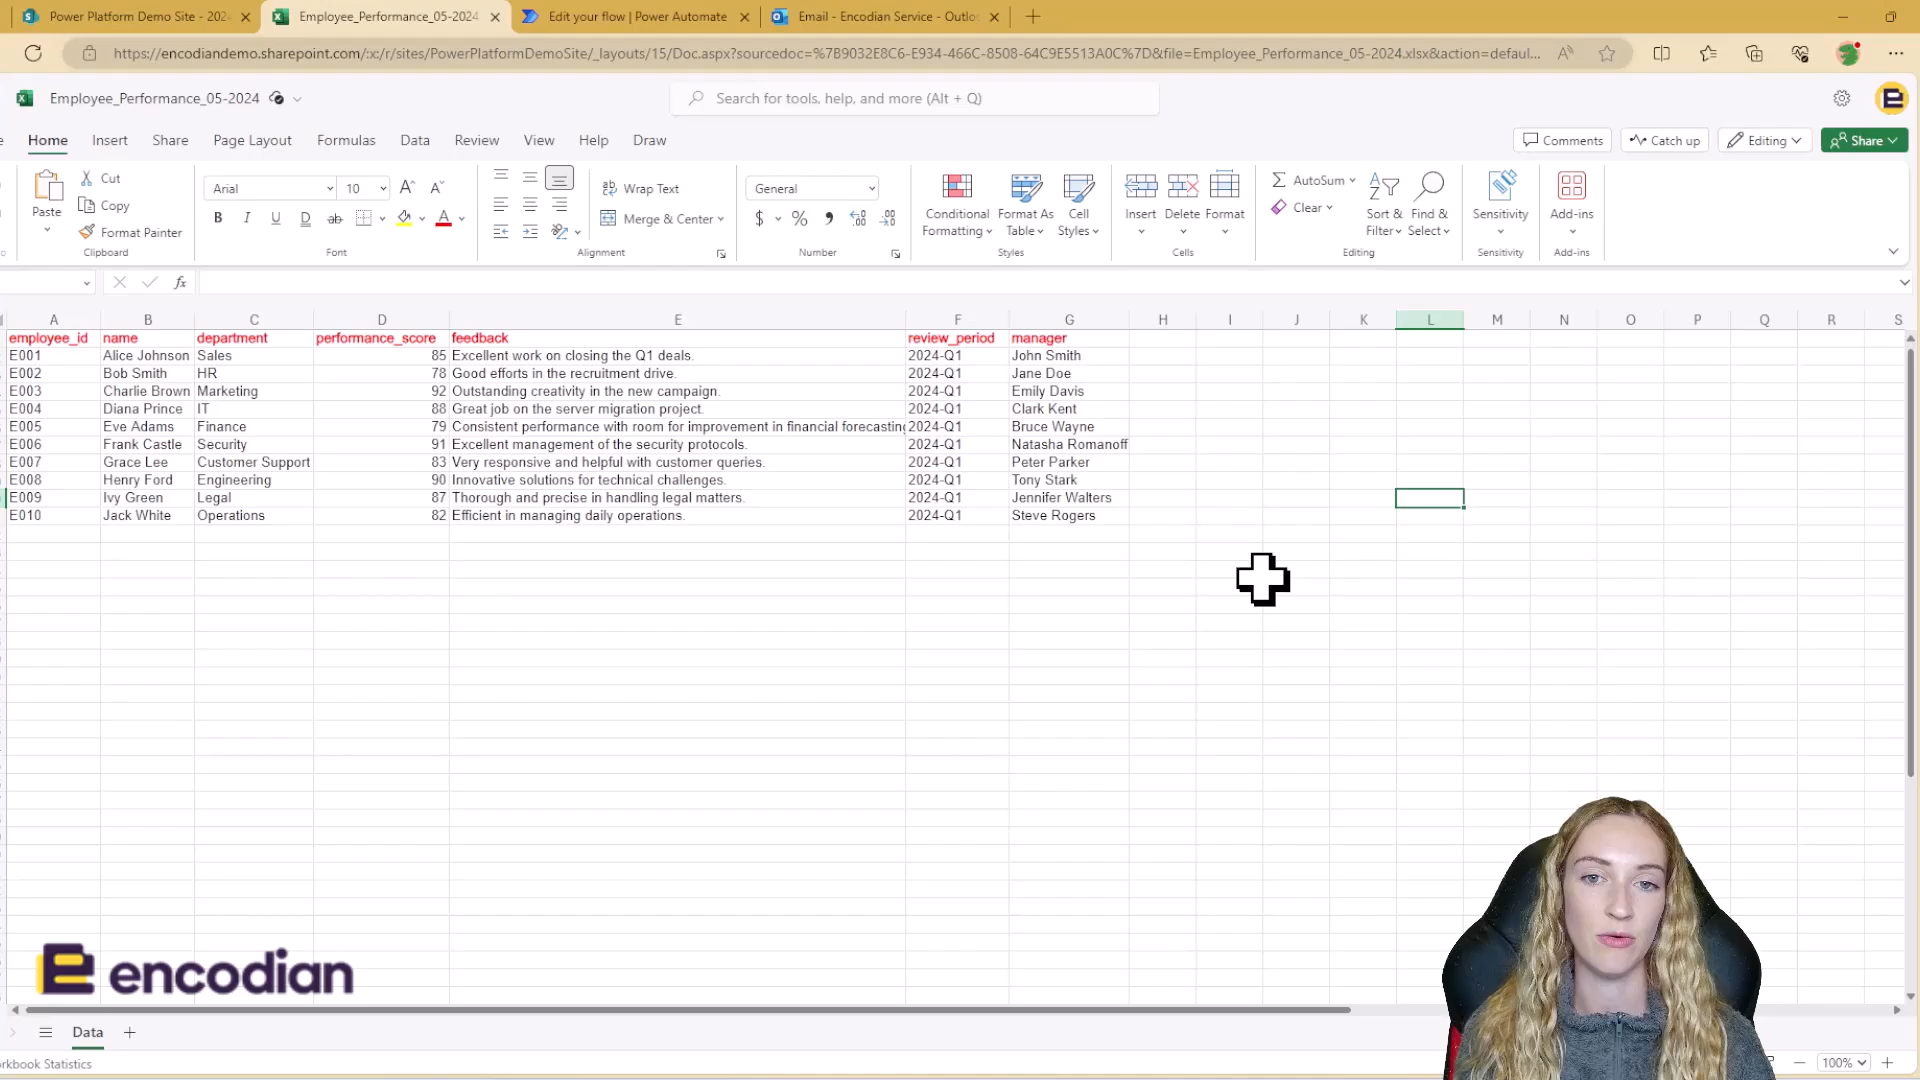 Power Platform Demo Site - 202
Employee_Performance_05-2024
Edit your flow | Power Automate
Email - Encodian Service - Outlo
https://encodiandemo.sharepoint.com/:x:/r/sites/PowerPlatformDemoSite/_layouts/15/Doc.aspx?sourcedoc=%7B9032E8C6-E934-466C-8508-64C9E5513A0C%7D&file=Employee_Performance_05-2024.xlsx&action=defaul...
Employee_Performance_05-2024
Search for tools, help, and more (Alt + Q)
Home Insert Share Page Layout Formulas Data Review View Help Draw
Comments Catch up Editing Share
Paste Cut Copy Format Painter
Clipboard
Arial 10
B I U D ab A
Font
Wrap Text
Merge & Center
Alignment
General
$ % 9
Number
Conditional Formatting Format As Table Cell Styles
Styles
Insert Delete Format
Cells
AutoSum
Clear
Sort & Filter Find & Select
Editing
Sensitivity
Sensitivity
Add-ins
Add-ins
fx
A B C D E F G H I J K L M N O P Q R S
employee_id name department performance_score feedback review_period manager
E001 Alice Johnson Sales 85 Excellent work on closing the Q1 deals. 2024-Q1 John Smith
E002 Bob Smith HR 78 Good efforts in the recruitment drive. 2024-Q1 Jane Doe
E003 Charlie Brown Marketing 92 Outstanding creativity in the new campaign. 2024-Q1 Emily Davis
E004 Diana Prince IT 88 Great job on the server migration project. 2024-Q1 Clark Kent
E005 Eve Adams Finance 79 Consistent performance with room for improvement in financial forecasting 2024-Q1 Bruce Wayne
E006 Frank Castle Security 91 Excellent management of the security protocols. 2024-Q1 Natasha Romanoff
E007 Grace Lee Customer Support 83 Very responsive and helpful with customer queries. 2024-Q1 Peter Parker
E008 Henry Ford Engineering 90 Innovative solutions for technical challenges. 2024-Q1 Tony Stark
E009 Ivy Green Legal 87 Thorough and precise in handling legal matters. 2024-Q1 Jennifer Walters
E010 Jack White Operations 82 Efficient in managing daily operations. 2024-Q1 Steve Rogers
encodian
Data
rkbook Statistics
100%